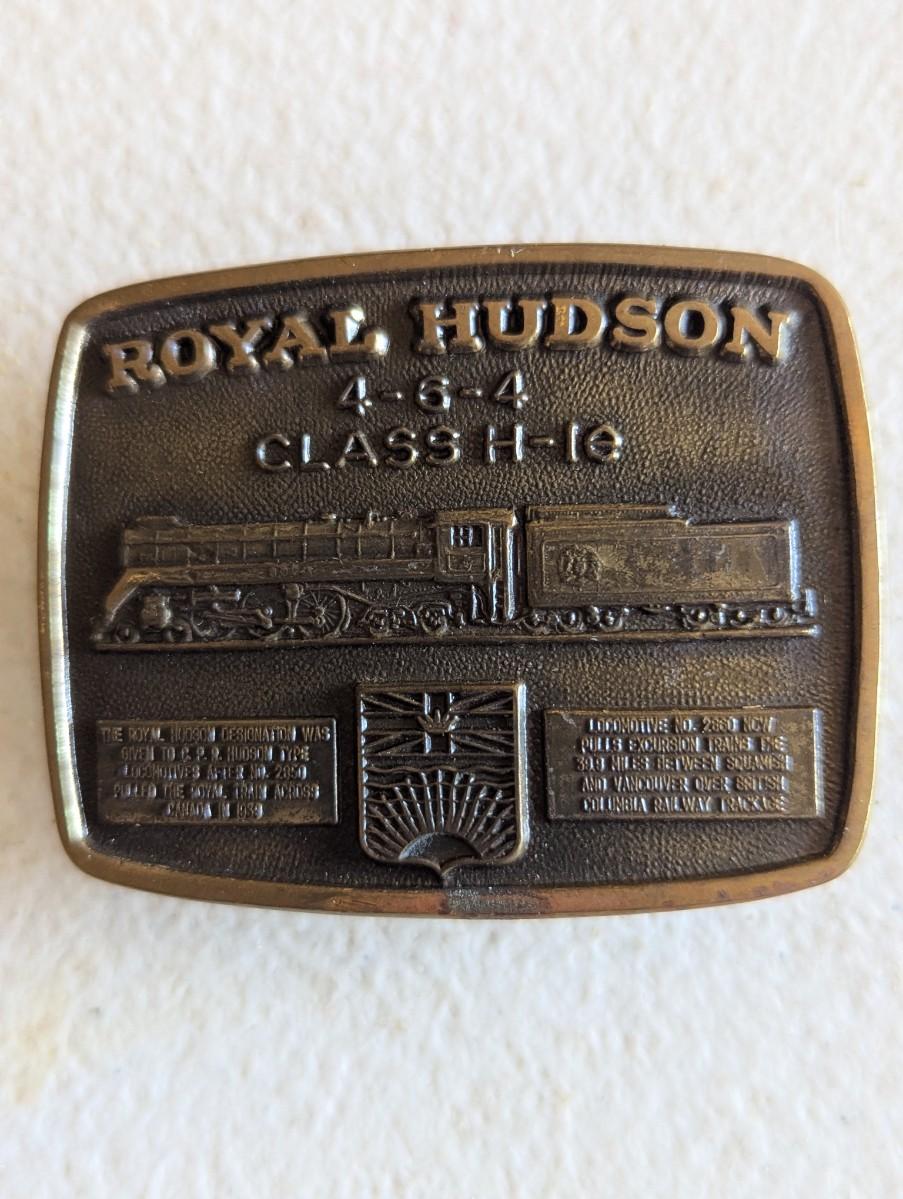 ROYAL HUDSON
4-6-4
CLASS H-1e
THE ROYAL HUDSON DESIGNATION WAS
GIVEN TO C.P.R. HUDSON TYPE
LOCOMOTIVES AFTER NO. 2850
PULLED THE ROYAL TRAIN ACROSS
CANADA IN 1939
LOCOMOTIVE NO. 2860 NOW
PULLS EXCURSION TRAINS THE
39.9 MILES BETWEEN SQUAMISH
AND VANCOUVER OVER BRITISH
COLUMBIA RAILWAY TRACKAGE